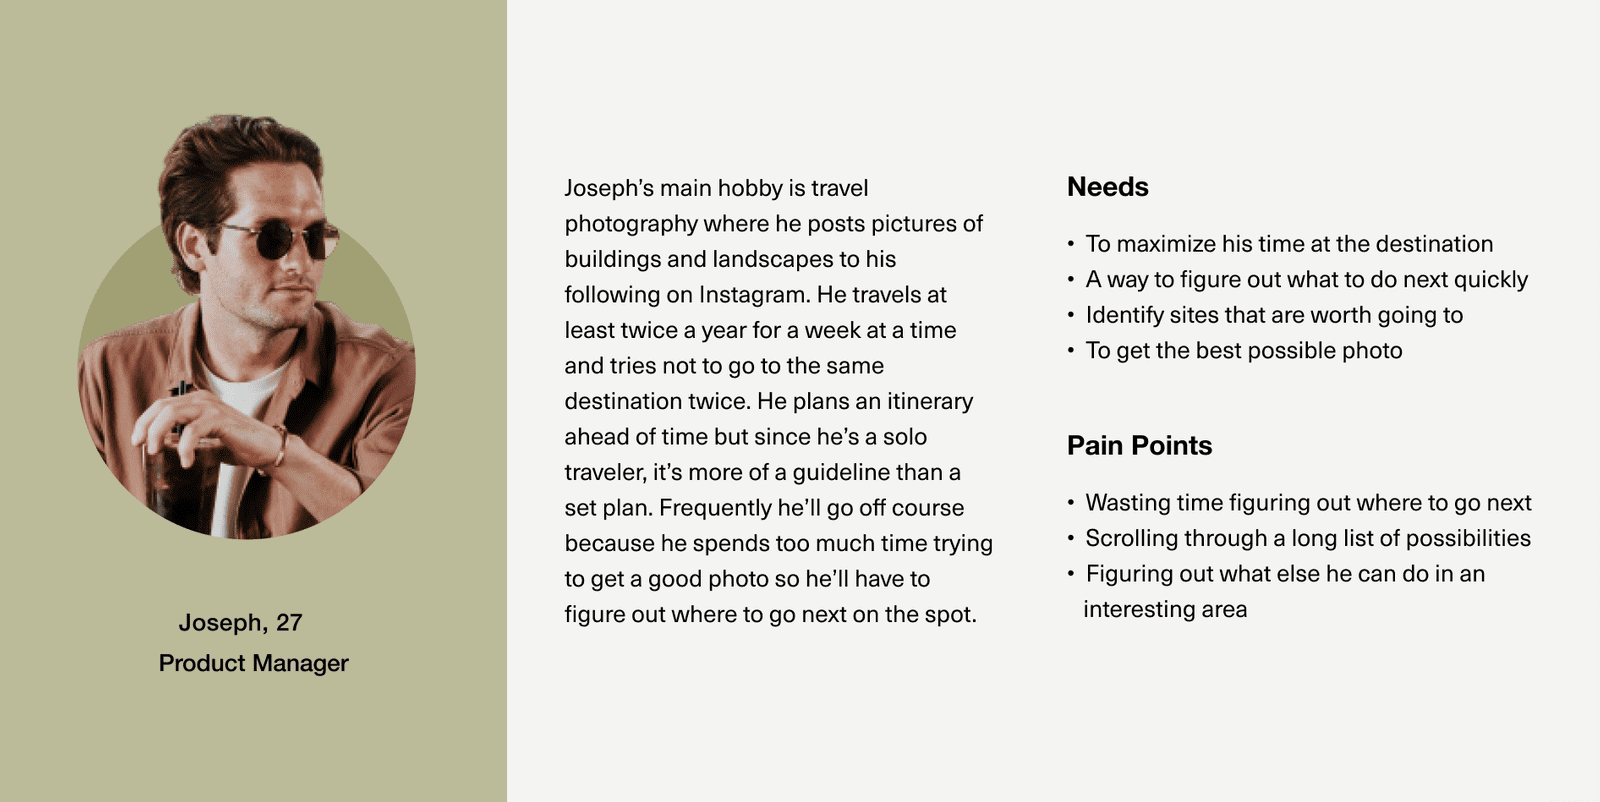 Joseph, 27
Product Manager
Joseph’s main hobby is travel
photography where he posts pictures of
buildings and landscapes to his
following on Instagram. He travels at
least twice a year for a week at a time
and tries not to go to the same
destination twice. He plans an itinerary
ahead of time but since he’s a solo
traveler, it’s more of a guideline than a
set plan. Frequently he’ll go off course
because he spends too much time trying
to get a good photo so he’ll have to
figure out where to go next on the spot.
Needs
• To maximize his time at the destination
• A way to figure out what to do next quickly
• Identify sites that are worth going to
• To get the best possible photo
Pain Points
• Wasting time figuring out where to go next
• Scrolling through a long list of possibilities
• Figuring out what else he can do in an
interesting area